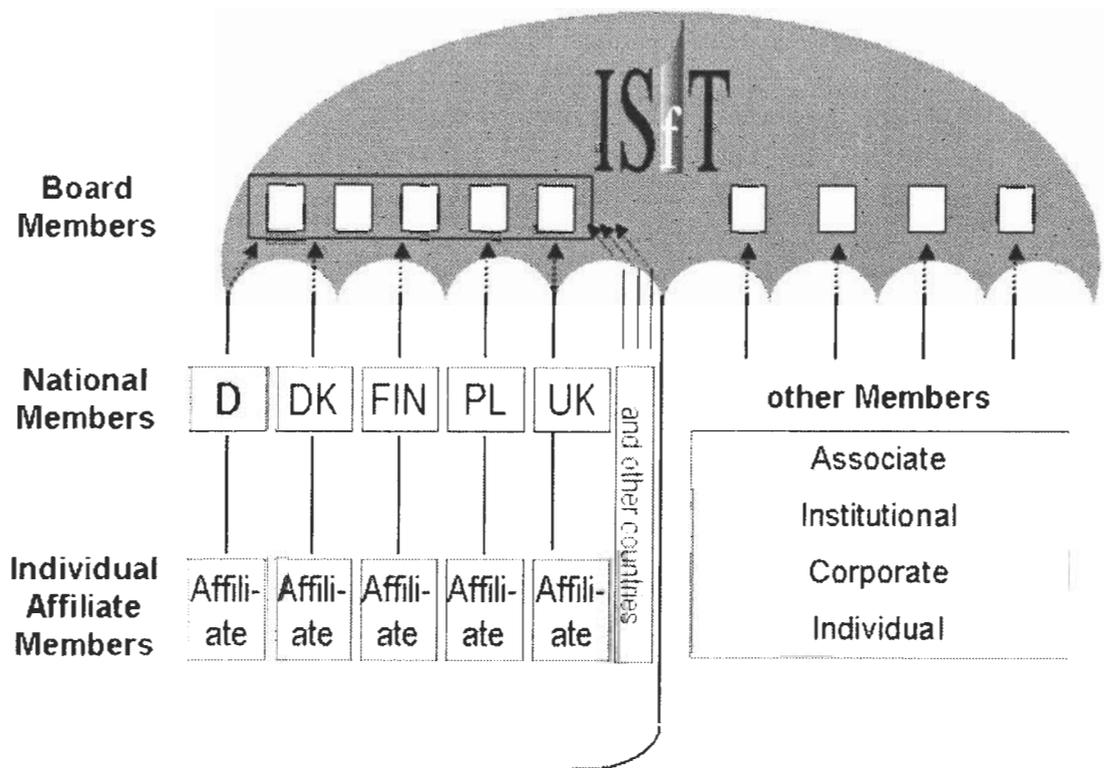 ISfT
Board
Members
National
Members
D
DK
FIN
PL
UK
and other countries
other Members
Associate
Institutional
Corporate
Individual
Individual
Affiliate
Members
Affili-
ate
Affili-
ate
Affili-
ate
Affili-
ate
Affili-
ate